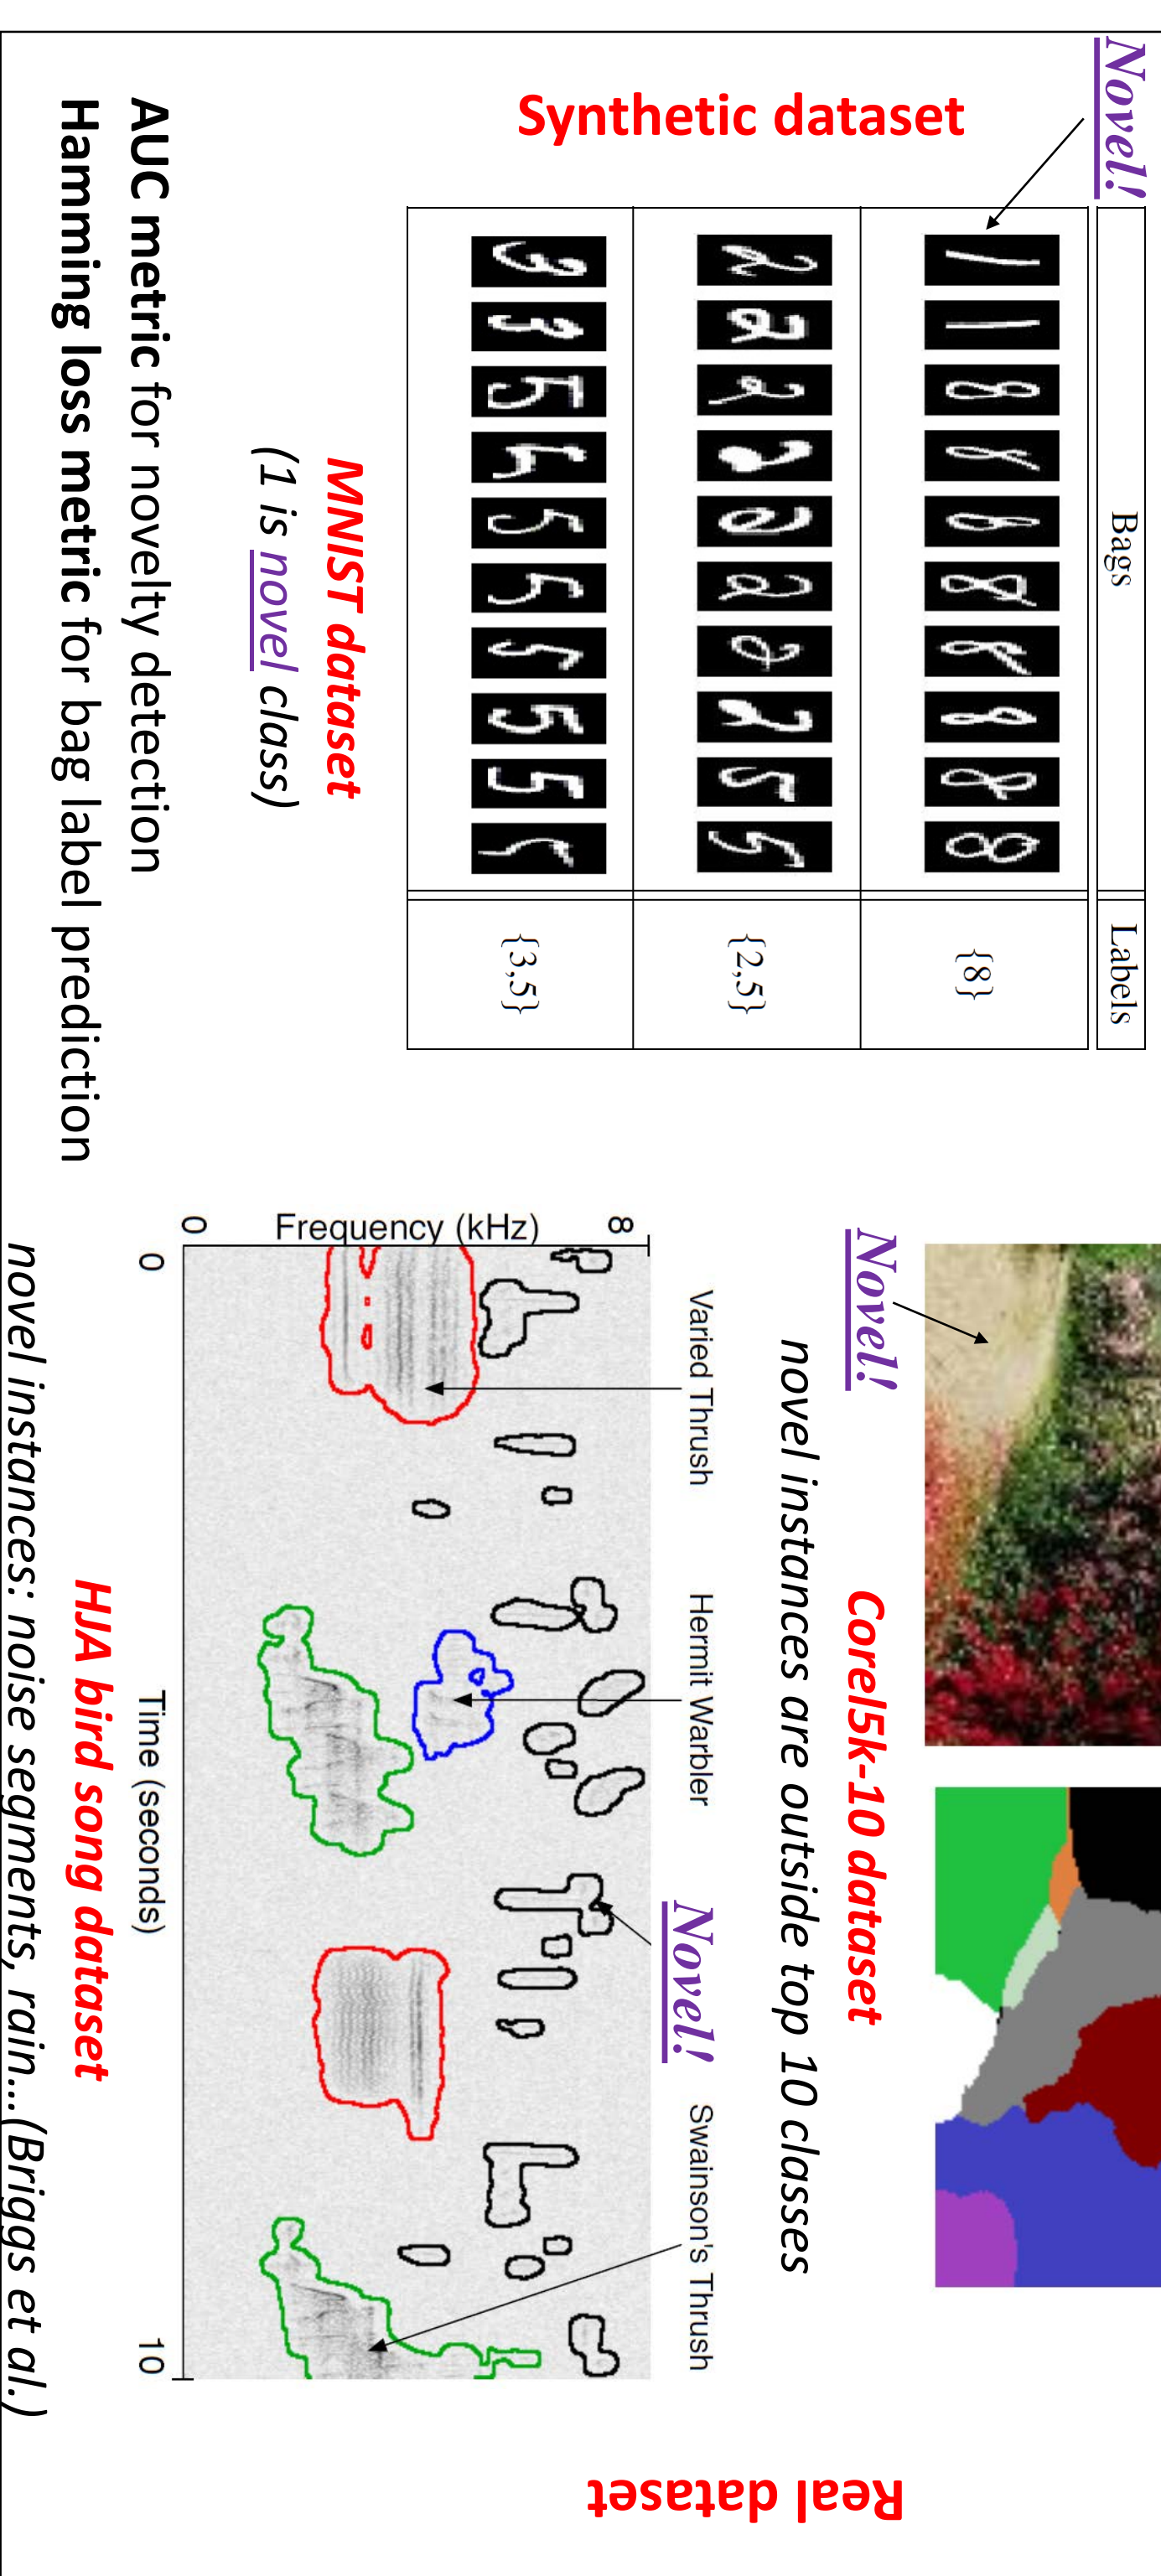 Novel!
Synthetic dataset
Bags Labels
{8}
{2,5}
{3,5}
MNIST dataset
(1 is novel class)
AUC metric for novelty detection
Hamming loss metric for bag label prediction
Novel!
Corel5k-10 dataset
novel instances are outside top 10 classes
Novel!
Varied Thrush Hermit Warbler Swainson's Thrush
8
Frequency (kHz)
0
0 Time (seconds) 10
HJA bird song dataset
novel instances: noise segments, rain...(Briggs et al.)
Real dataset